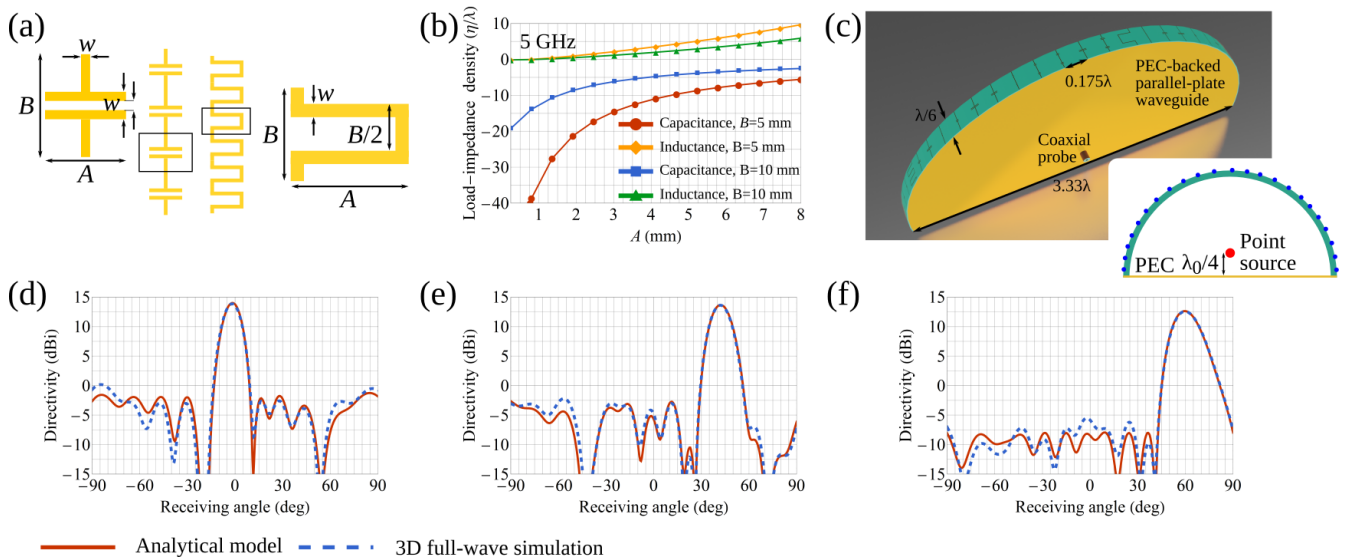 (a)
w
B
w
A
w
B
B/2
A
(b)
5 GHz
Load−impedance density (η/λ)
10
0
−10
−20
−30
−40
1
2
3
4
5
6
7
8
A (mm)
Capacitance, B=5 mm
Inductance, B=5 mm
Capacitance, B=10 mm
Inductance, B=10 mm
(c)
λ/6
0.175λ
PEC-backed
parallel-plate
waveguide
Coaxial
probe
3.33λ
PEC
λ0/4
Point
source
(d)
Directivity (dBi)
15
10
5
0
−5
−10
−15
−90
−60
−30
0
30
60
90
Receiving angle (deg)
(e)
Directivity (dBi)
15
10
5
0
−5
−10
−15
−90
−60
−30
0
30
60
90
Receiving angle (deg)
(f)
Directivity (dBi)
15
10
5
0
−5
−10
−15
−90
−60
−30
0
30
60
90
Receiving angle (deg)
Analytical model
3D full-wave simulation